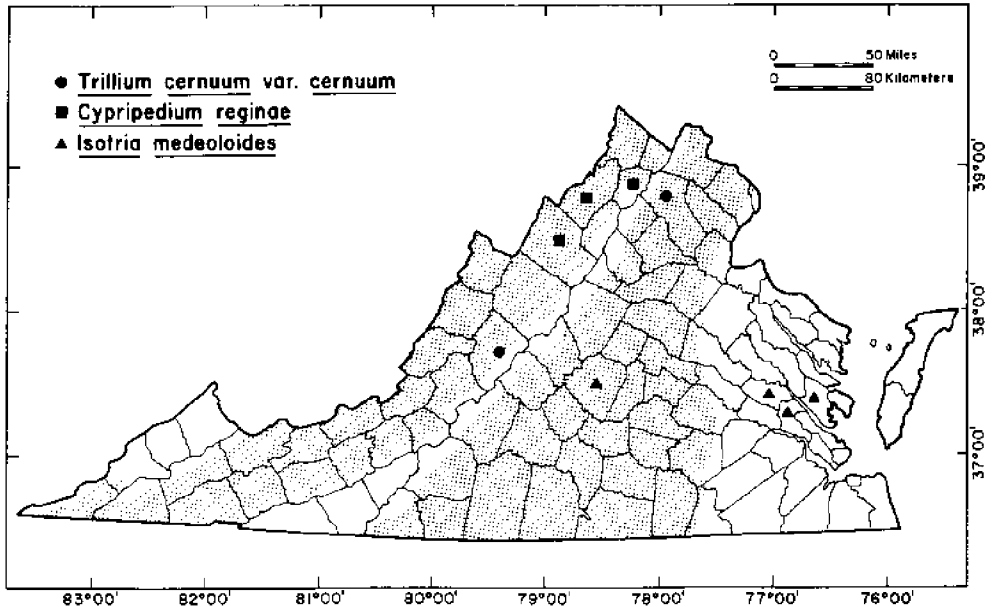 Trillium cernuum var. cernuum
Cypripedium reginae
Isotria medeoloides
0 50 Miles
0 80 Kilometers
39°00'
38°00'
37°00'
83°00' 82°00' 81°00' 80°00' 79°00' 78°00' 77°00' 76°00'